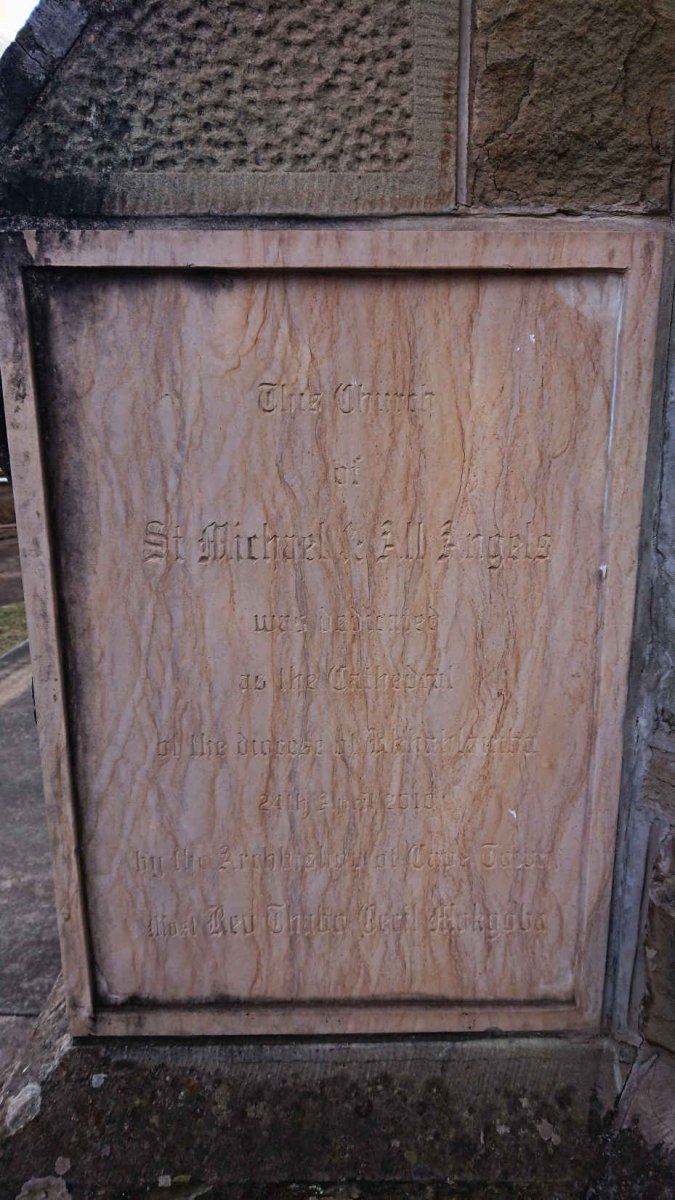 This Church
of
St Michael & All Angels
was dedicated
as the Cathedral
of the diocese of Ukhahlamba
24th April 2010
by the Archbishop of Cape Town
Most Rev Thabo Cecil Makgoba